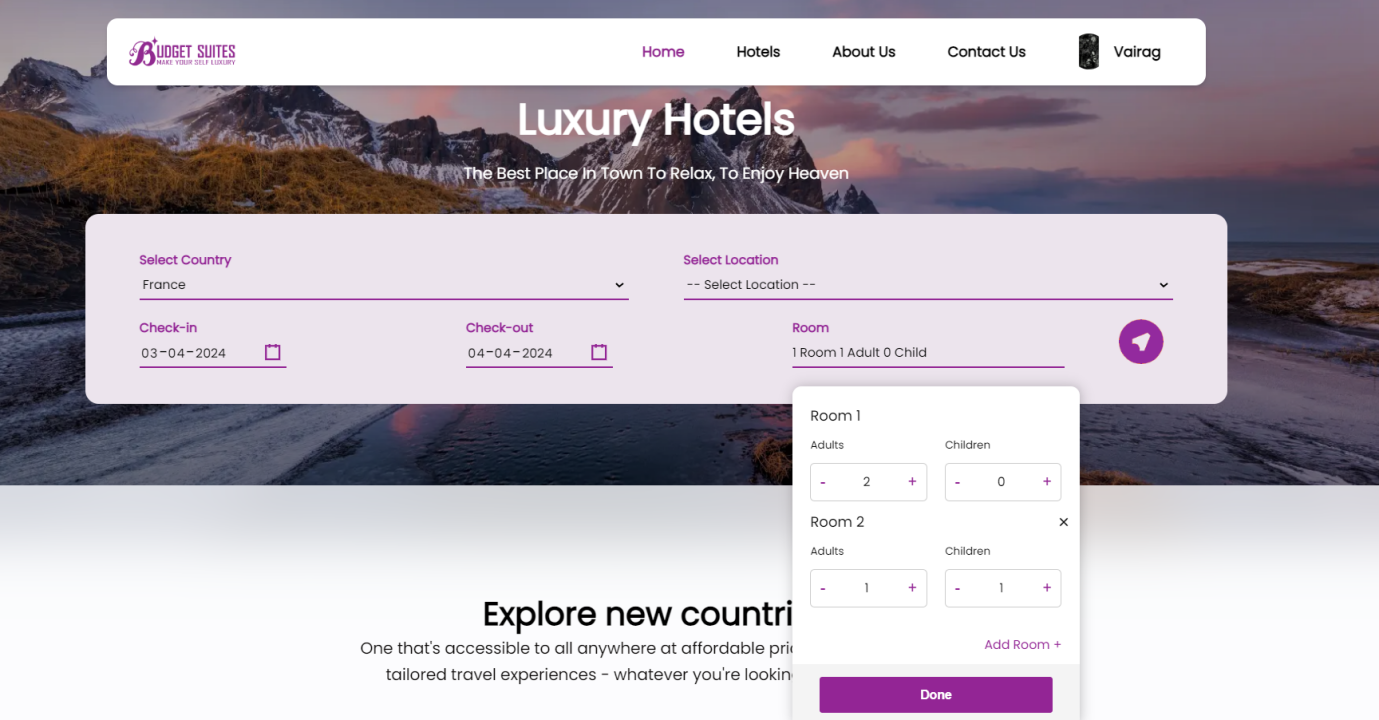 BUDGET SUITES
MAKE YOUR SELF LUXURY
Home Hotels About Us Contact Us Vairag
Luxury Hotels
The Best Place In Town To Relax, To Enjoy Heaven
Select Country Select Location
France -- Select Location --
Check-in Check-out Room
03-04-2024 04-04-2024 1 Room 1 Adult 0 Child
Room 1
Adults Children
- 2 + - 0 +
Room 2 ×
Adults Children
- 1 + - 1 +
Add Room +
Done
Explore new countri
One that's accessible to all anywhere at affordable pric
tailored travel experiences - whatever you're looking